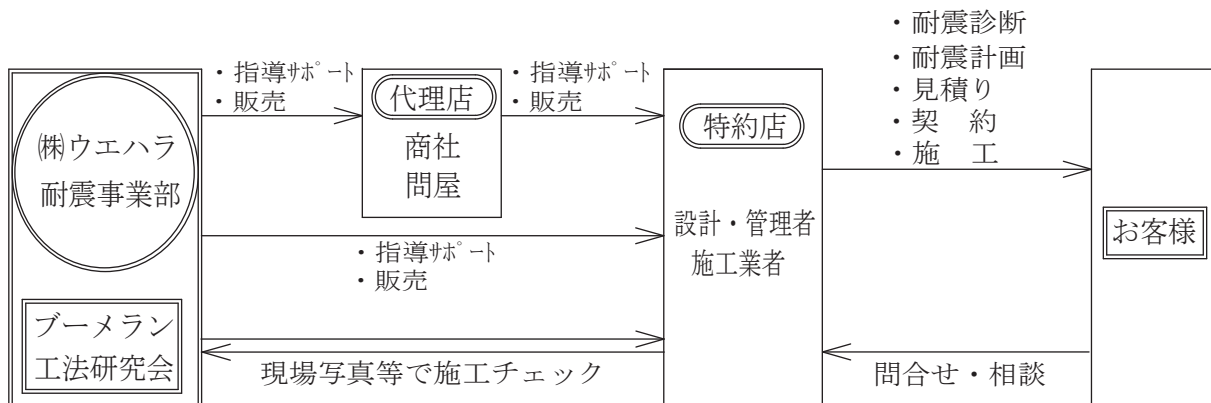 ㈱ウエハラ
耐震事業部
ブーメラン
工法研究会
・指導ｻﾎﾟｰﾄ
・販売
代理店
商社
問屋
・指導ｻﾎﾟｰﾄ
・販売
・指導ｻﾎﾟｰﾄ
・販売
現場写真等で施工チェック
特約店
設計・管理者
施工業者
・耐震診断
・耐震計画
・見積り
・契　約
・施　工
問合せ・相談
お客様